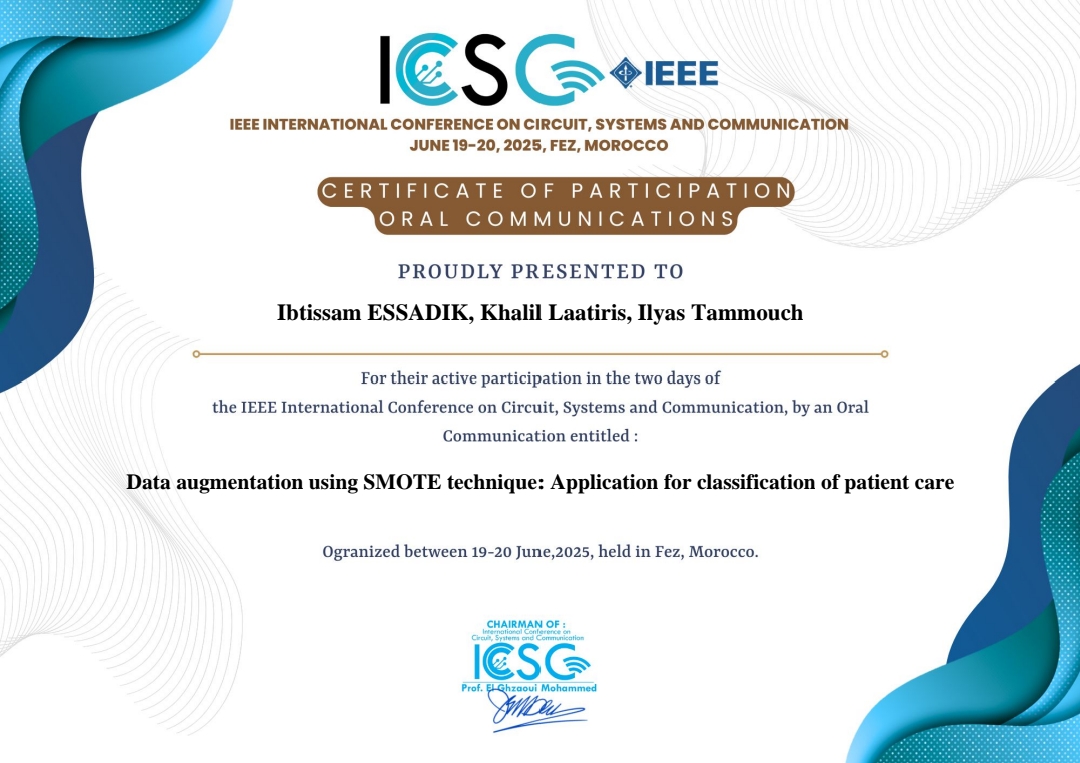 ICSC IEEE
IEEE INTERNATIONAL CONFERENCE ON CIRCUIT, SYSTEMS AND COMMUNICATION
JUNE 19-20, 2025, FEZ, MOROCCO
CERTIFICATE OF PARTICIPATION
ORAL COMMUNICATIONS
PROUDLY PRESENTED TO
Ibtissam ESSADIK, Khalil Laatiris, Ilyas Tammouch
For their active participation in the two days of
the IEEE International Conference on Circuit, Systems and Communication, by an Oral
Communication entitled :
Data augmentation using SMOTE technique: Application for classification of patient care
Ogranized between 19-20 June,2025, held in Fez, Morocco.
CHAIRMAN OF :
International Conference on
Circuit, Systems and Communication
ICSC
Prof. El Ghzaoui Mohammed